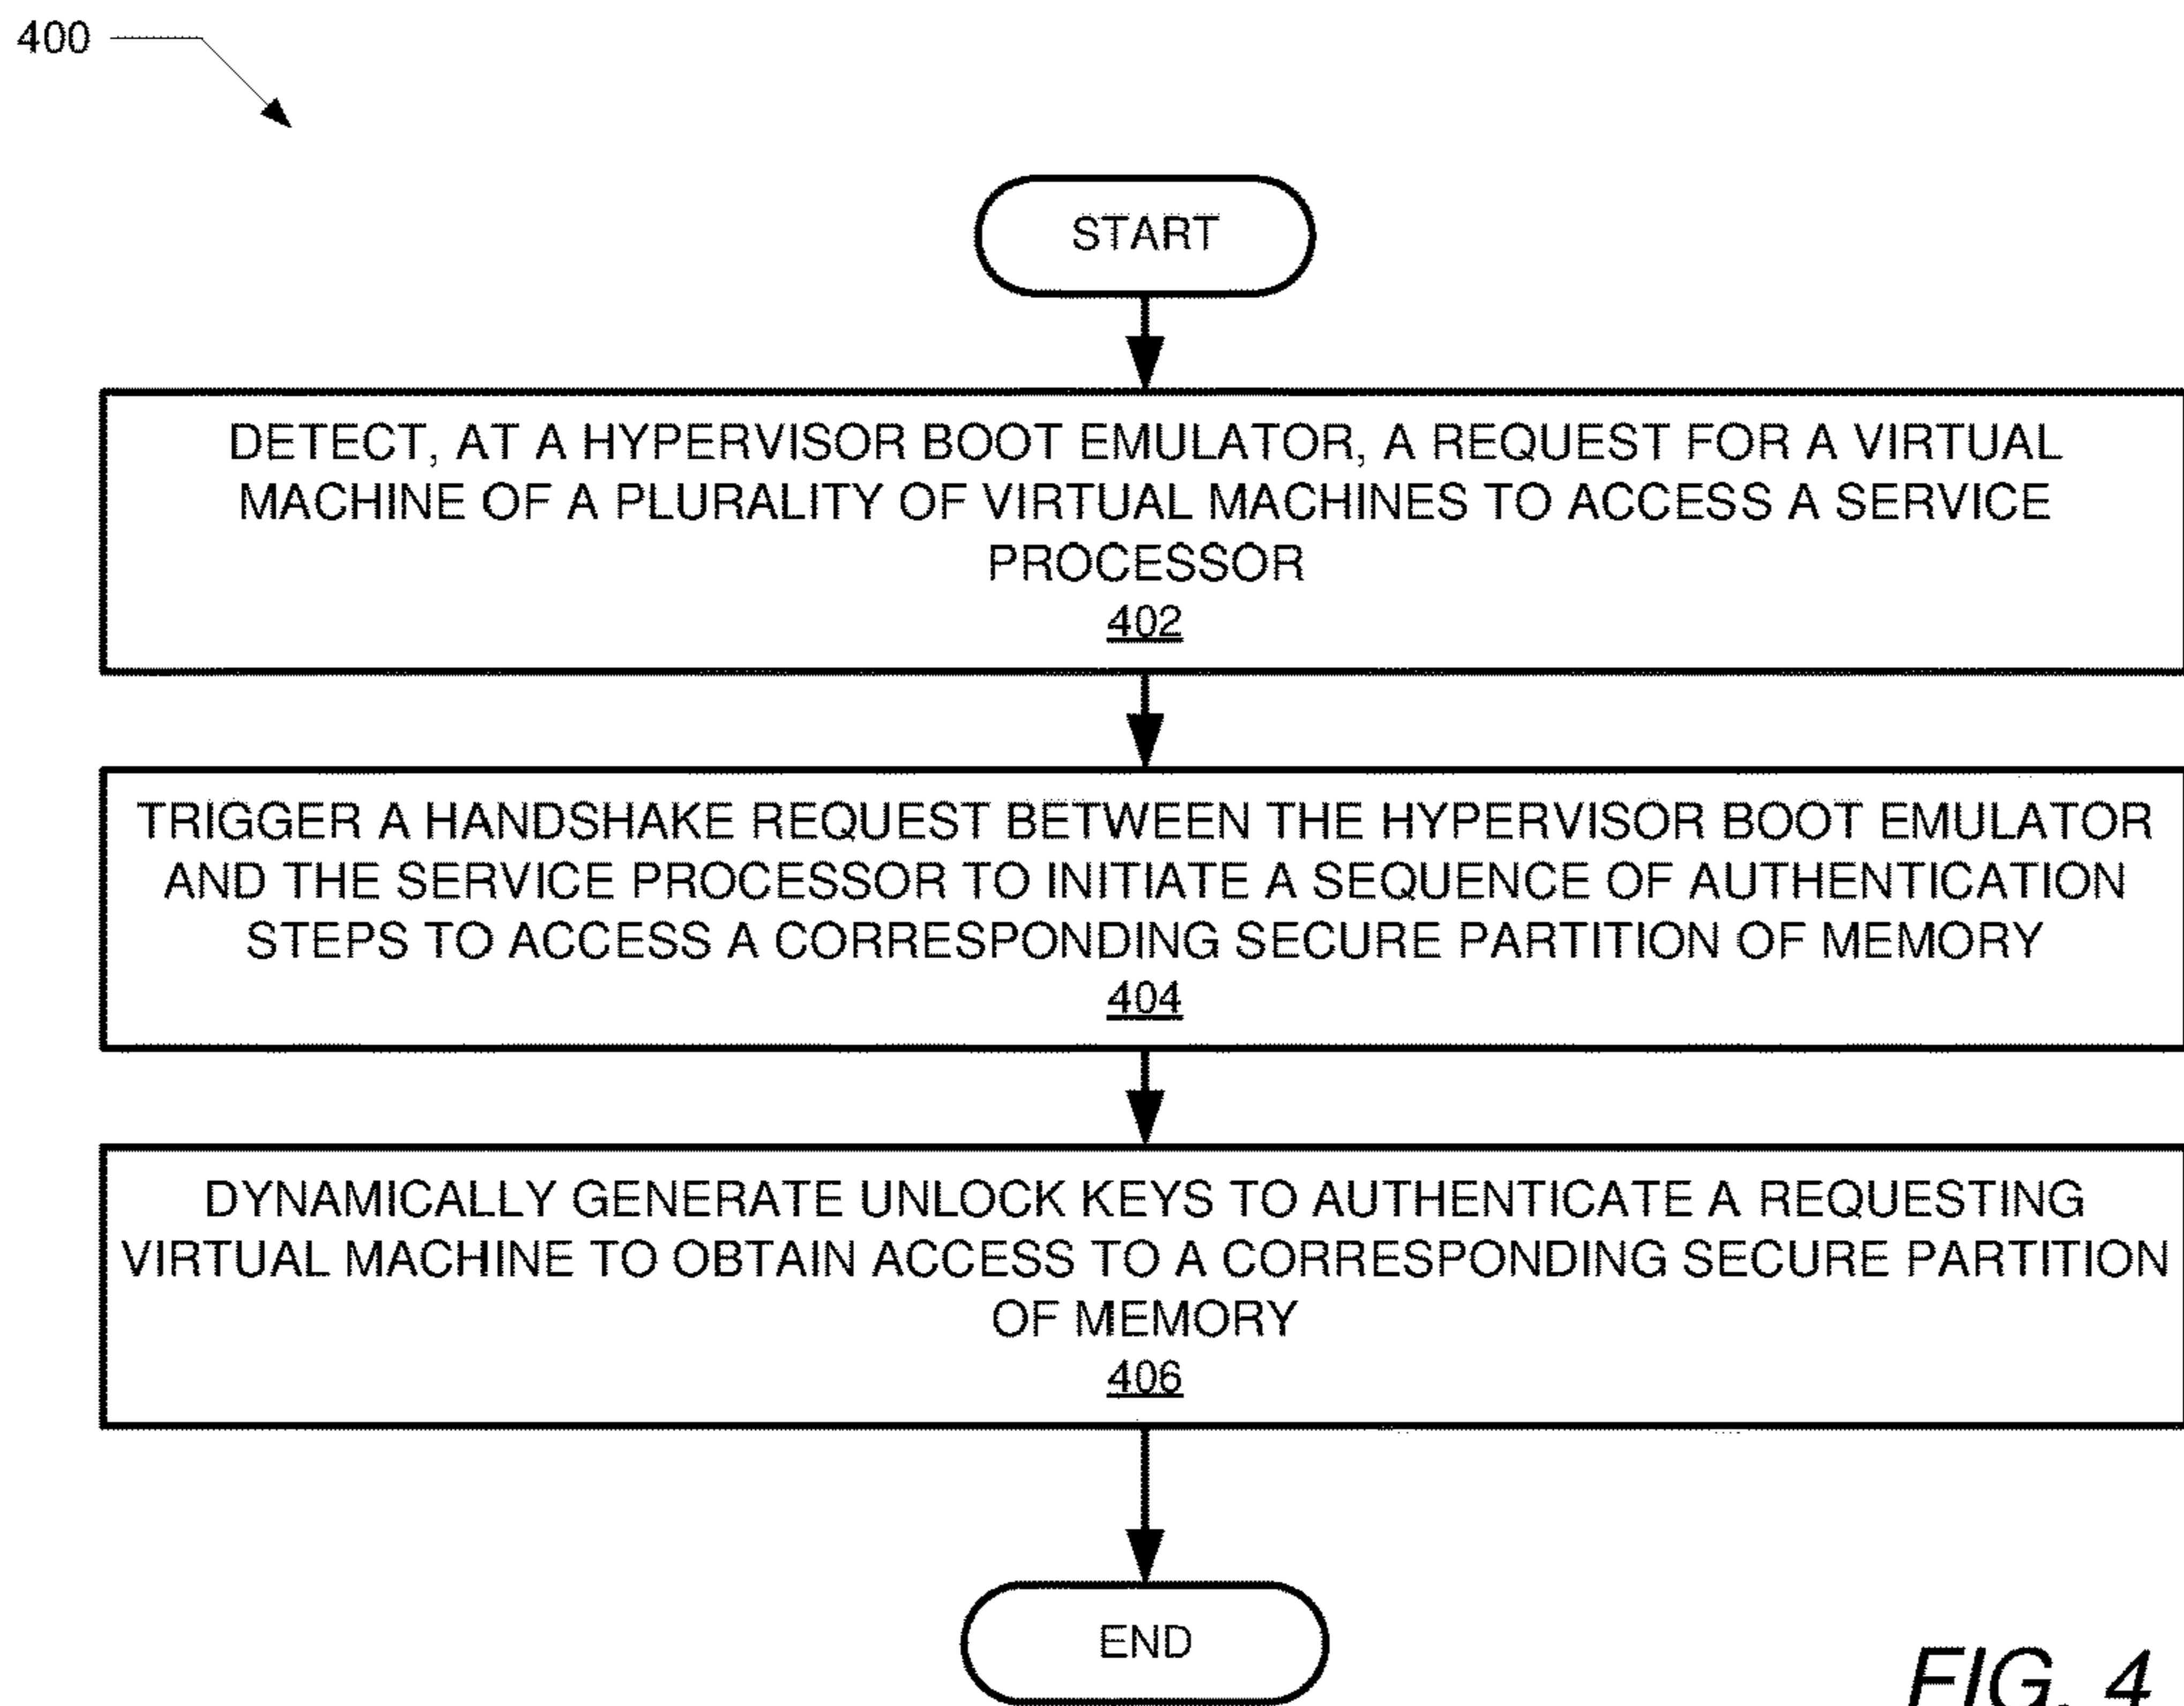 400
START
DETECT, AT A HYPERVISOR BOOT EMULATOR, A REQUEST FOR A VIRTUAL
MACHINE OF A PLURALITY OF VIRTUAL MACHINES TO ACCESS A SERVICE
PROCESSOR
402
TRIGGER A HANDSHAKE REQUEST BETWEEN THE HYPERVISOR BOOT EMULATOR
AND THE SERVICE PROCESSOR TO INITIATE A SEQUENCE OF AUTHENTICATION
STEPS TO ACCESS A CORRESPONDING SECURE PARTITION OF MEMORY
404
DYNAMICALLY GENERATE UNLOCK KEYS TO AUTHENTICATE A REQUESTING
VIRTUAL MACHINE TO OBTAIN ACCESS TO A CORRESPONDING SECURE PARTITION
OF MEMORY
406
END
FIG. 4